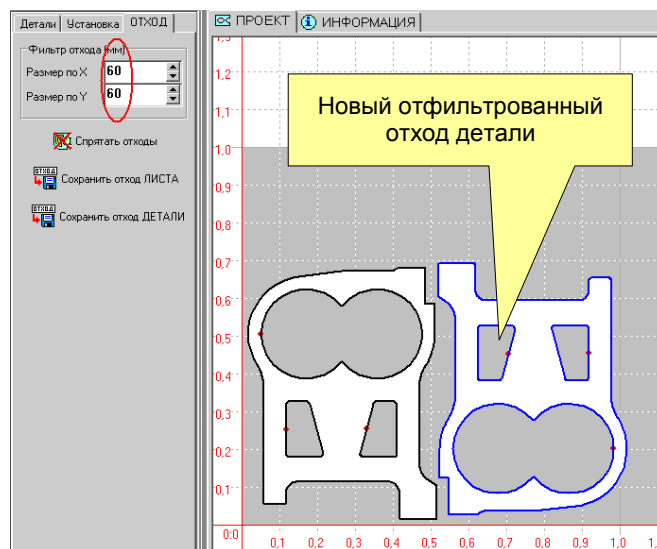 Детали Установка ОТХОД
Фильтр отхода (мм)
Размер по X 60
Размер по Y 60
Спрятать отходы
ОТХОД
Сохранить отход ЛИСТА
ОТХОД
Сохранить отход ДЕТАЛИ
ПРОЕКТ ИНФОРМАЦИЯ
1,3
1,2
1,1
1,0
0,9
0,8
0,7
0,6
0,5
0,4
0,3
0,2
0,1
0:0
0,1 0,2 0,3 0,4 0,5 0,6 0,7 0,8 0,9 1,0 1,
Новый отфильтрованный
отход детали